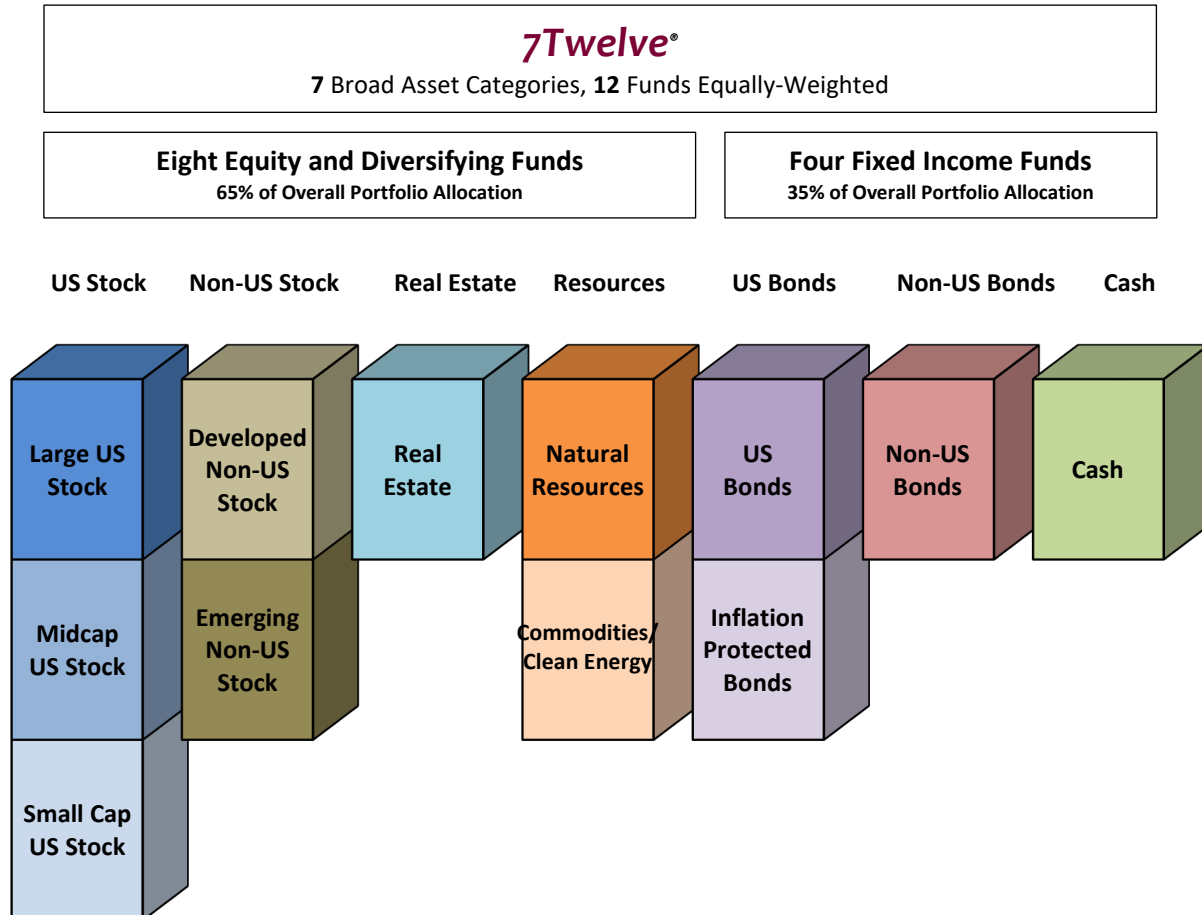 7Twelve®
7 Broad Asset Categories, 12 Funds Equally-Weighted
Eight Equity and Diversifying Funds
65% of Overall Portfolio Allocation
Four Fixed Income Funds
35% of Overall Portfolio Allocation
US Stock
Non-US Stock
Real Estate
Resources
US Bonds
Non-US Bonds
Cash
Large US
Stock
Developed
Non-US
Stock
Real
Estate
Natural
Resources
US
Bonds
Non-US
Bonds
Cash
Midcap
US Stock
Emerging
Non-US
Stock
Commodities/
Clean Energy
Inflation
Protected
Bonds
Small Cap
US Stock